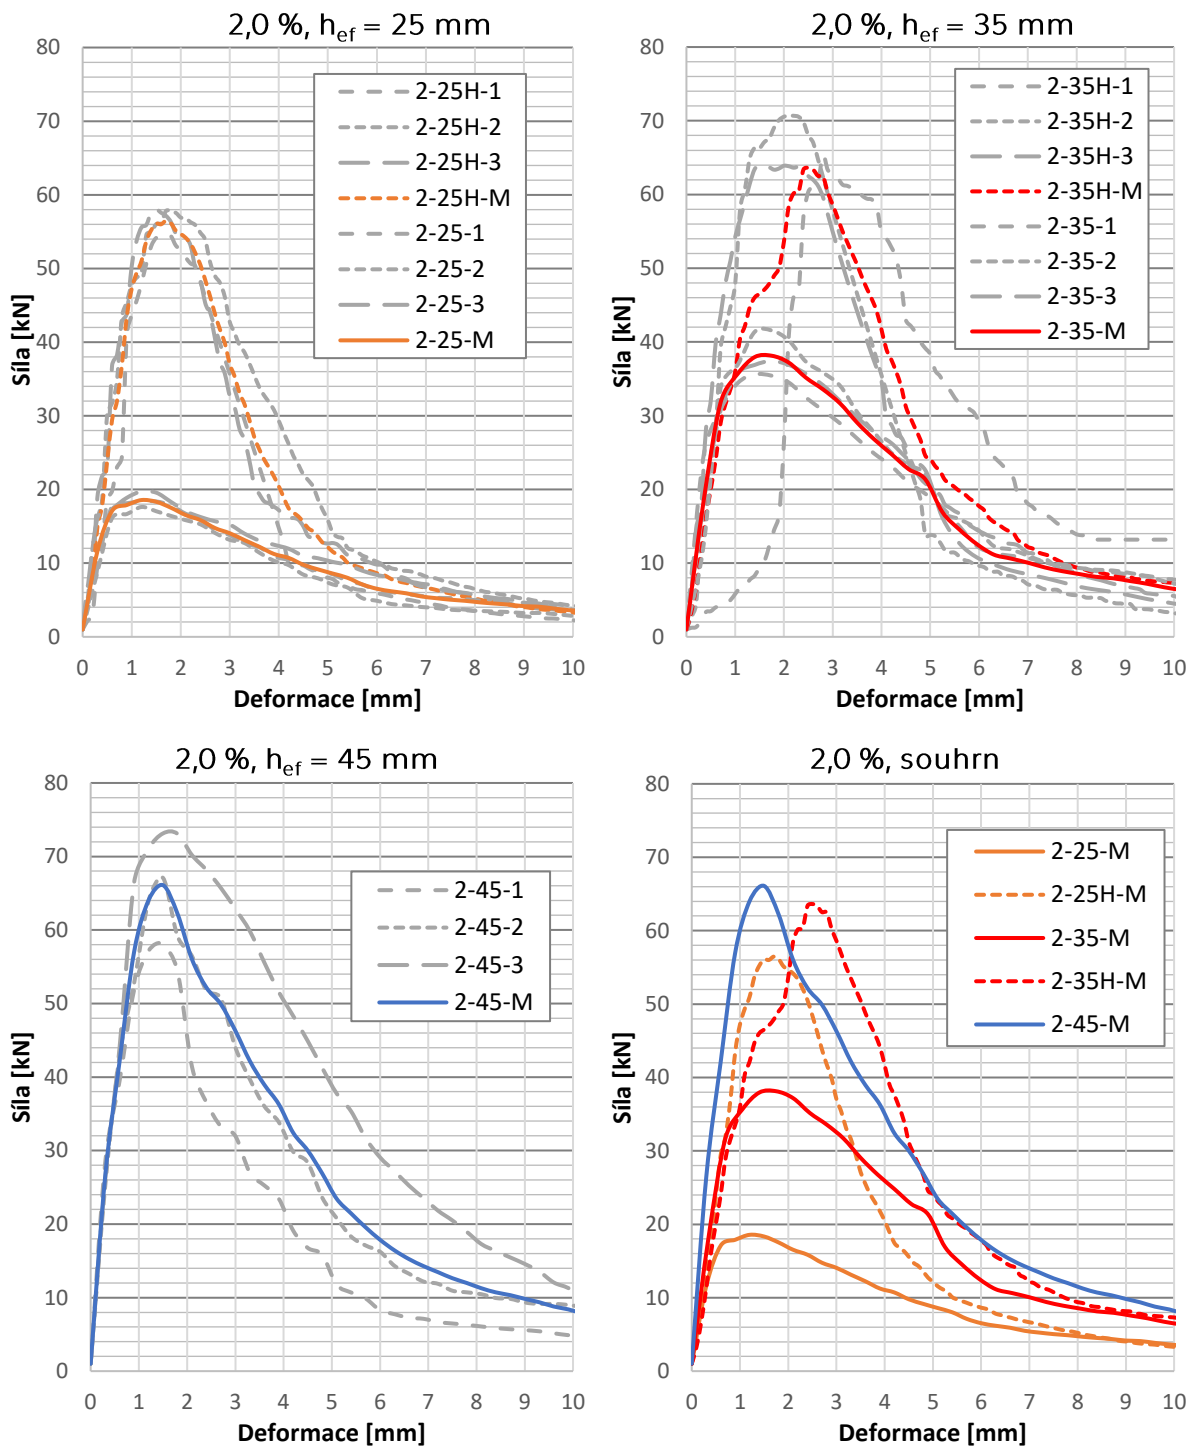 2,0 %, hef = 25 mm
80
70
60
50
40
30
20
10
0
Síla [kN]
2-25H-1
2-25H-2
2-25H-3
2-25H-M
2-25-1
2-25-2
2-25-3
2-25-M
0 1 2 3 4 5 6 7 8 9 10
Deformace [mm]
2,0 %, hef = 35 mm
80
70
60
50
40
30
20
10
0
Síla [kN]
2-35H-1
2-35H-2
2-35H-3
2-35H-M
2-35-1
2-35-2
2-35-3
2-35-M
0 1 2 3 4 5 6 7 8 9 10
Deformace [mm]
2,0 %, hef = 45 mm
80
70
60
50
40
30
20
10
0
Síla [kN]
2-45-1
2-45-2
2-45-3
2-45-M
0 1 2 3 4 5 6 7 8 9 10
Deformace [mm]
2,0 %, souhrn
80
70
60
50
40
30
20
10
0
Síla [kN]
2-25-M
2-25H-M
2-35-M
2-35H-M
2-45-M
0 1 2 3 4 5 6 7 8 9 10
Deformace [mm]